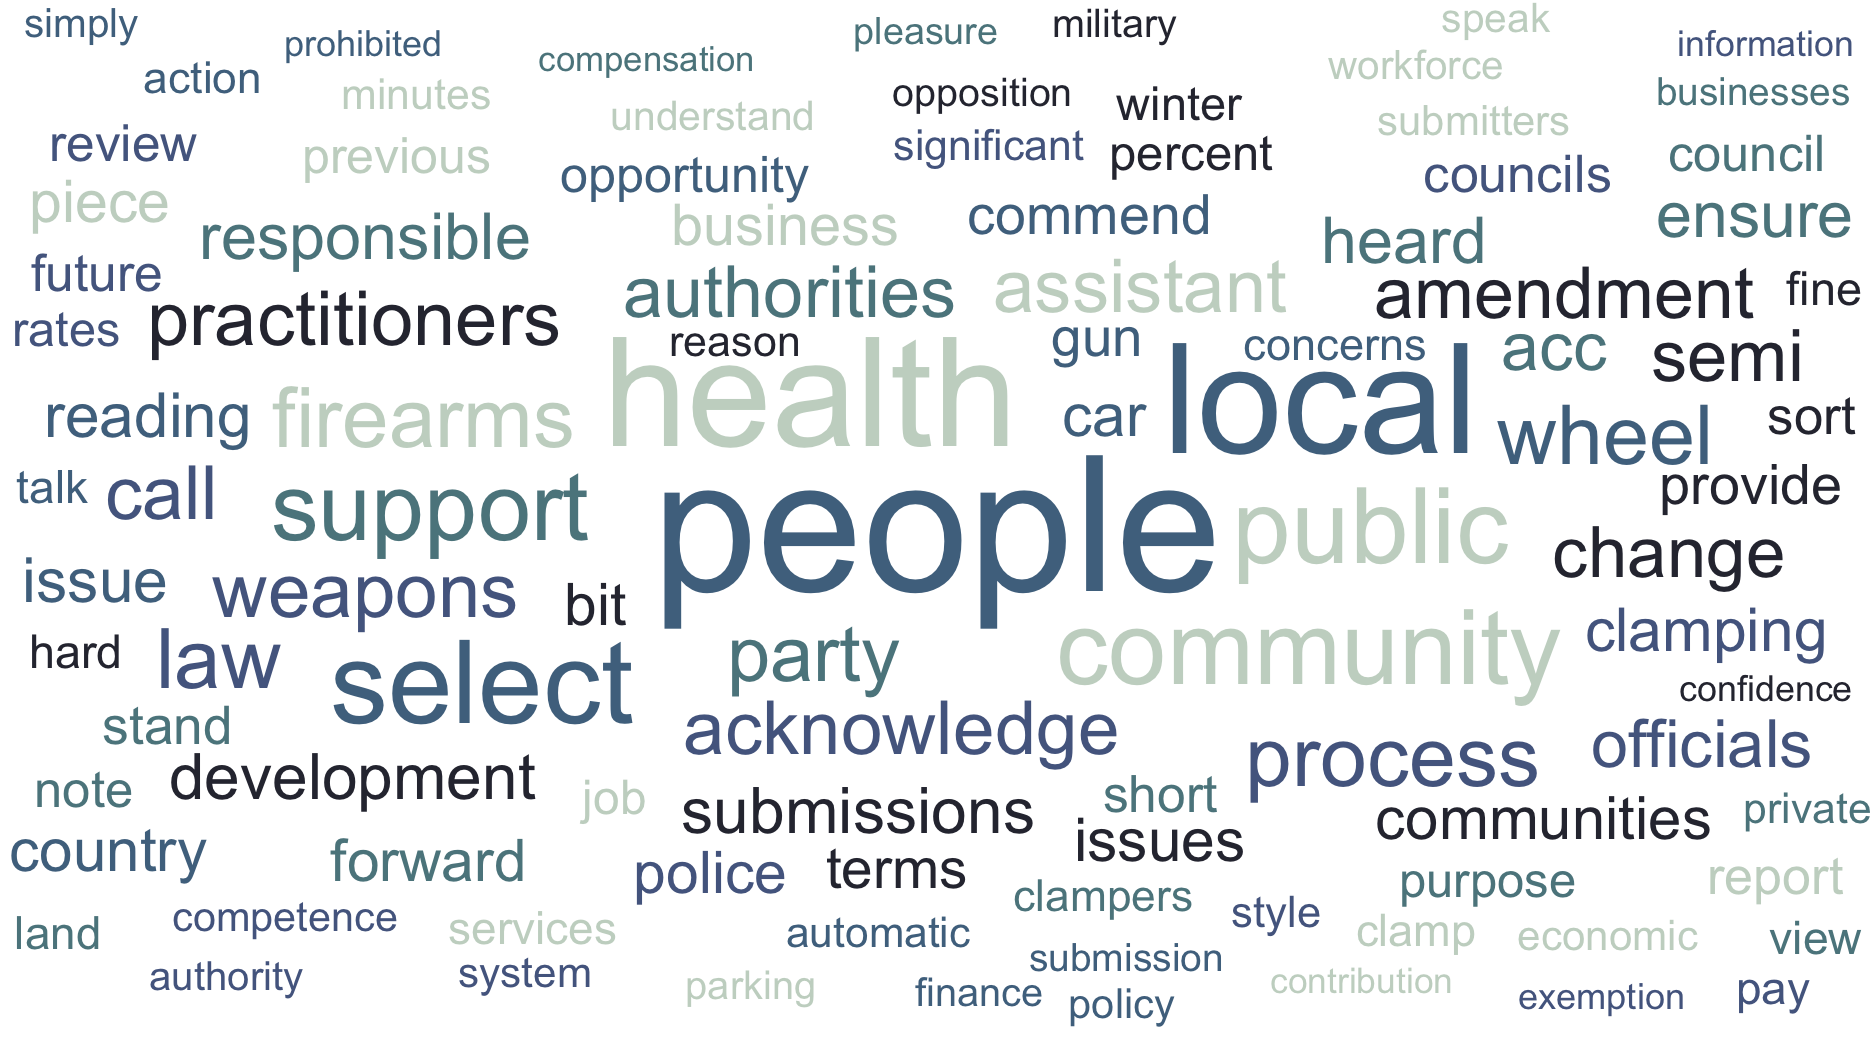 simply
prohibited
compensation
pleasure
military
speak
information
action
minutes
understand
opposition
winter
workforce
businesses
review
previous
opportunity
significant
percent
submitters
councils
council
piece
responsible
business
commend
heard
ensure
future
practitioners
authorities
assistant
amendment
fine
rates
reason
gun
concerns
acc
semi
reading
firearms
health
car
local
wheel
sort
talk
call
support
people
public
provide
change
issue
weapons
bit
hard
law
select
party
community
clamping
confidence
stand
acknowledge
process
officials
note
development
job
submissions
short
issues
communities
private
country
forward
police
terms
clampers
purpose
report
land
competence
services
automatic
style
clamp
economic
view
authority
system
parking
finance
submission
policy
contribution
exemption
pay